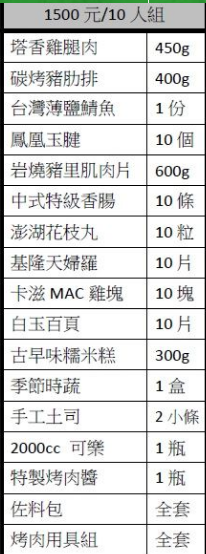 1500 元/10 人組
塔香雞腿肉 450g
碳烤豬肋排 400g
台灣薄鹽鯖魚 1 份
鳳凰玉腱 10 個
岩燒豬里肌肉片 600g
中式特級香腸 10 條
澎湖花枝丸 10 粒
基隆天婦羅 10 片
卡滋 MAC 雞塊 10 塊
白玉百頁 10 片
古早味糯米糕 300g
季節時蔬 1 盒
手工土司 2 小條
2000cc 可樂 1 瓶
特製烤肉醬 1 瓶
佐料包 全套
烤肉用具組 全套